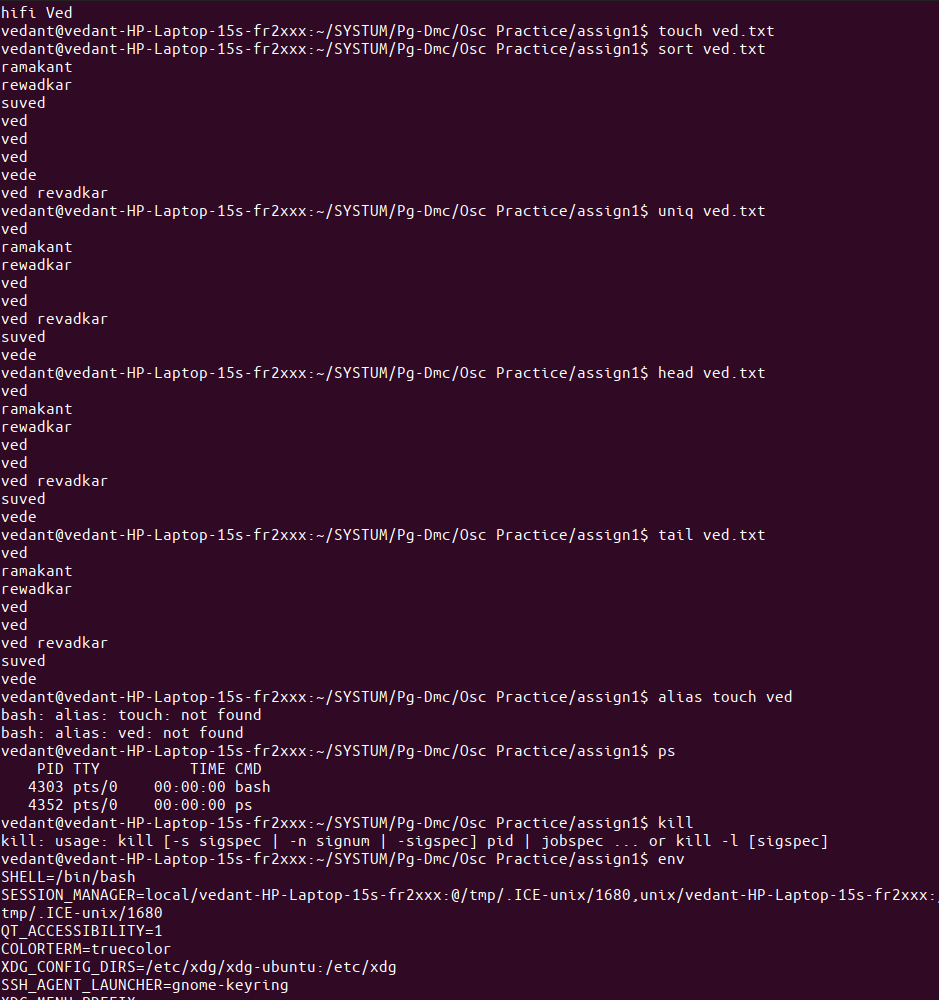 hifi Ved
vedant@vedant-HP-Laptop-15s-fr2xxx:~/SYSTUM/Pg-Dmc/Osc Practice/assign1$ touch ved.txt
vedant@vedant-HP-Laptop-15s-fr2xxx:~/SYSTUM/Pg-Dmc/Osc Practice/assign1$ sort ved.txt
ramakant
rewadkar
suved
ved
ved
ved
vede
ved revadkar
vedant@vedant-HP-Laptop-15s-fr2xxx:~/SYSTUM/Pg-Dmc/Osc Practice/assign1$ uniq ved.txt
ved
ramakant
rewadkar
ved
ved
ved revadkar
suved
vede
vedant@vedant-HP-Laptop-15s-fr2xxx:~/SYSTUM/Pg-Dmc/Osc Practice/assign1$ head ved.txt
ved
ramakant
rewadkar
ved
ved
ved revadkar
suved
vede
vedant@vedant-HP-Laptop-15s-fr2xxx:~/SYSTUM/Pg-Dmc/Osc Practice/assign1$ tail ved.txt
ved
ramakant
rewadkar
ved
ved
ved revadkar
suved
vede
vedant@vedant-HP-Laptop-15s-fr2xxx:~/SYSTUM/Pg-Dmc/Osc Practice/assign1$ alias touch ved
bash: alias: touch: not found
bash: alias: ved: not found
vedant@vedant-HP-Laptop-15s-fr2xxx:~/SYSTUM/Pg-Dmc/Osc Practice/assign1$ ps
    PID TTY          TIME CMD
   4303 pts/0    00:00:00 bash
   4352 pts/0    00:00:00 ps
vedant@vedant-HP-Laptop-15s-fr2xxx:~/SYSTUM/Pg-Dmc/Osc Practice/assign1$ kill
kill: usage: kill [-s sigspec | -n signum | -sigspec] pid | jobspec ... or kill -l [sigspec]
vedant@vedant-HP-Laptop-15s-fr2xxx:~/SYSTUM/Pg-Dmc/Osc Practice/assign1$ env
SHELL=/bin/bash
SESSION_MANAGER=local/vedant-HP-Laptop-15s-fr2xxx:@/tmp/.ICE-unix/1680,unix/vedant-HP-Laptop-15s-fr2xxx:/
tmp/.ICE-unix/1680
QT_ACCESSIBILITY=1
COLORTERM=truecolor
XDG_CONFIG_DIRS=/etc/xdg/xdg-ubuntu:/etc/xdg
SSH_AGENT_LAUNCHER=gnome-keyring